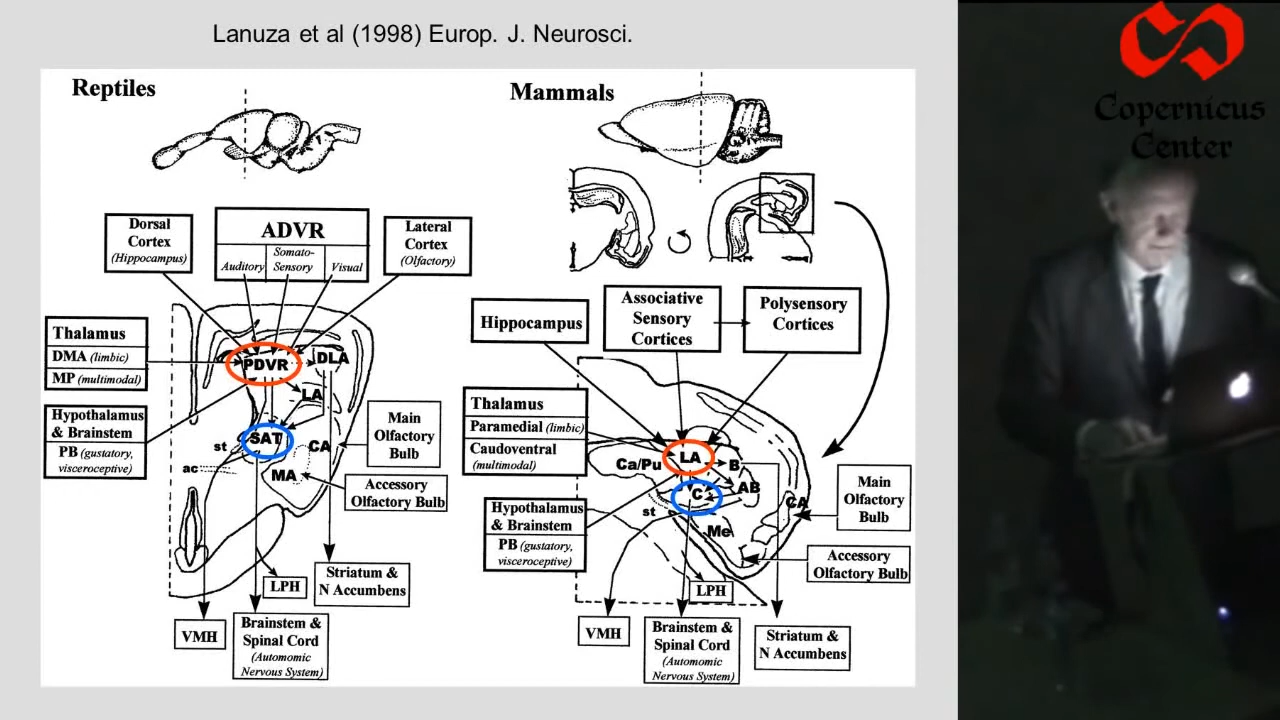 Lanuza et al (1998) Europ. J. Neurosci.
Reptiles
Dorsal
Cortex
(Hippocampus)
ADVR
Auditory
Somato-
Sensory
Visual
Lateral
Cortex
(Olfactory)
Thalamus
DMA (limbic)
MP (multimodal)
Hypothalamus
& Brainstem
PB (gustatory,
visceroceptive)
PDVR
DLA
LA
SAT
st
CA
ac
MA
Main
Olfactory
Bulb
Accessory
Olfactory Bulb
LPH
Striatum &
N Accumbens
VMH
Brainstem &
Spinal Cord
(Automomic
Nervous System)
Mammals
Hippocampus
Associative
Sensory
Cortices
Polysensory
Cortices
Thalamus
Paramedial (limbic)
Caudoventral
(multimodal)
Hypothalamus
& Brainstem
PB (gustatory,
visceroceptive)
LA
B
Ca/Pu
C
AB
st
CA
Me
Main
Olfactory
Bulb
Accessory
Olfactory Bulb
LPH
VMH
Brainstem &
Spinal Cord
(Automomic
Nervous System)
Striatum &
N Accumbens
Copernicus
Center